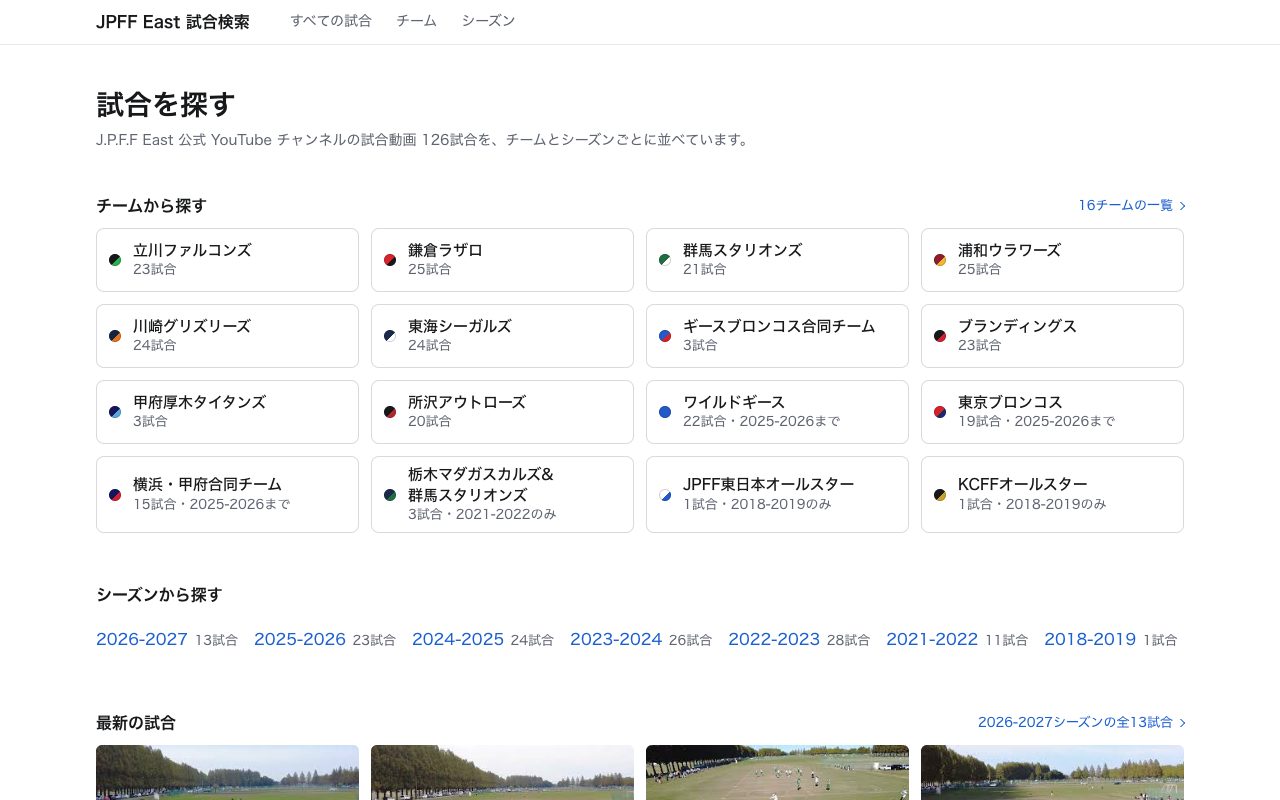 JPFF East 試合検索
すべての試合
チーム
シーズン
試合を探す
J.P.F.F East 公式 YouTube チャンネルの試合動画 126試合を、チームとシーズンごとに並べています。
チームから探す
16チームの一覧
立川ファルコンズ
23試合
鎌倉ラザロ
25試合
群馬スタリオンズ
21試合
浦和ウラワーズ
25試合
川崎グリズリーズ
24試合
東海シーガルズ
24試合
ギースブロンコス合同チーム
3試合
ブランディングス
23試合
甲府厚木タイタンズ
3試合
所沢アウトローズ
20試合
ワイルドギース
22試合・2025-2026まで
東京ブロンコス
19試合・2025-2026まで
横浜・甲府合同チーム
15試合・2025-2026まで
栃木マダガスカルズ&
群馬スタリオンズ
3試合・2021-2022のみ
JPFF東日本オールスター
1試合・2018-2019のみ
KCFFオールスター
1試合・2018-2019のみ
シーズンから探す
2026-2027 13試合
2025-2026 23試合
2024-2025 24試合
2023-2024 26試合
2022-2023 28試合
2021-2022 11試合
2018-2019 1試合
最新の試合
2026-2027シーズンの全13試合